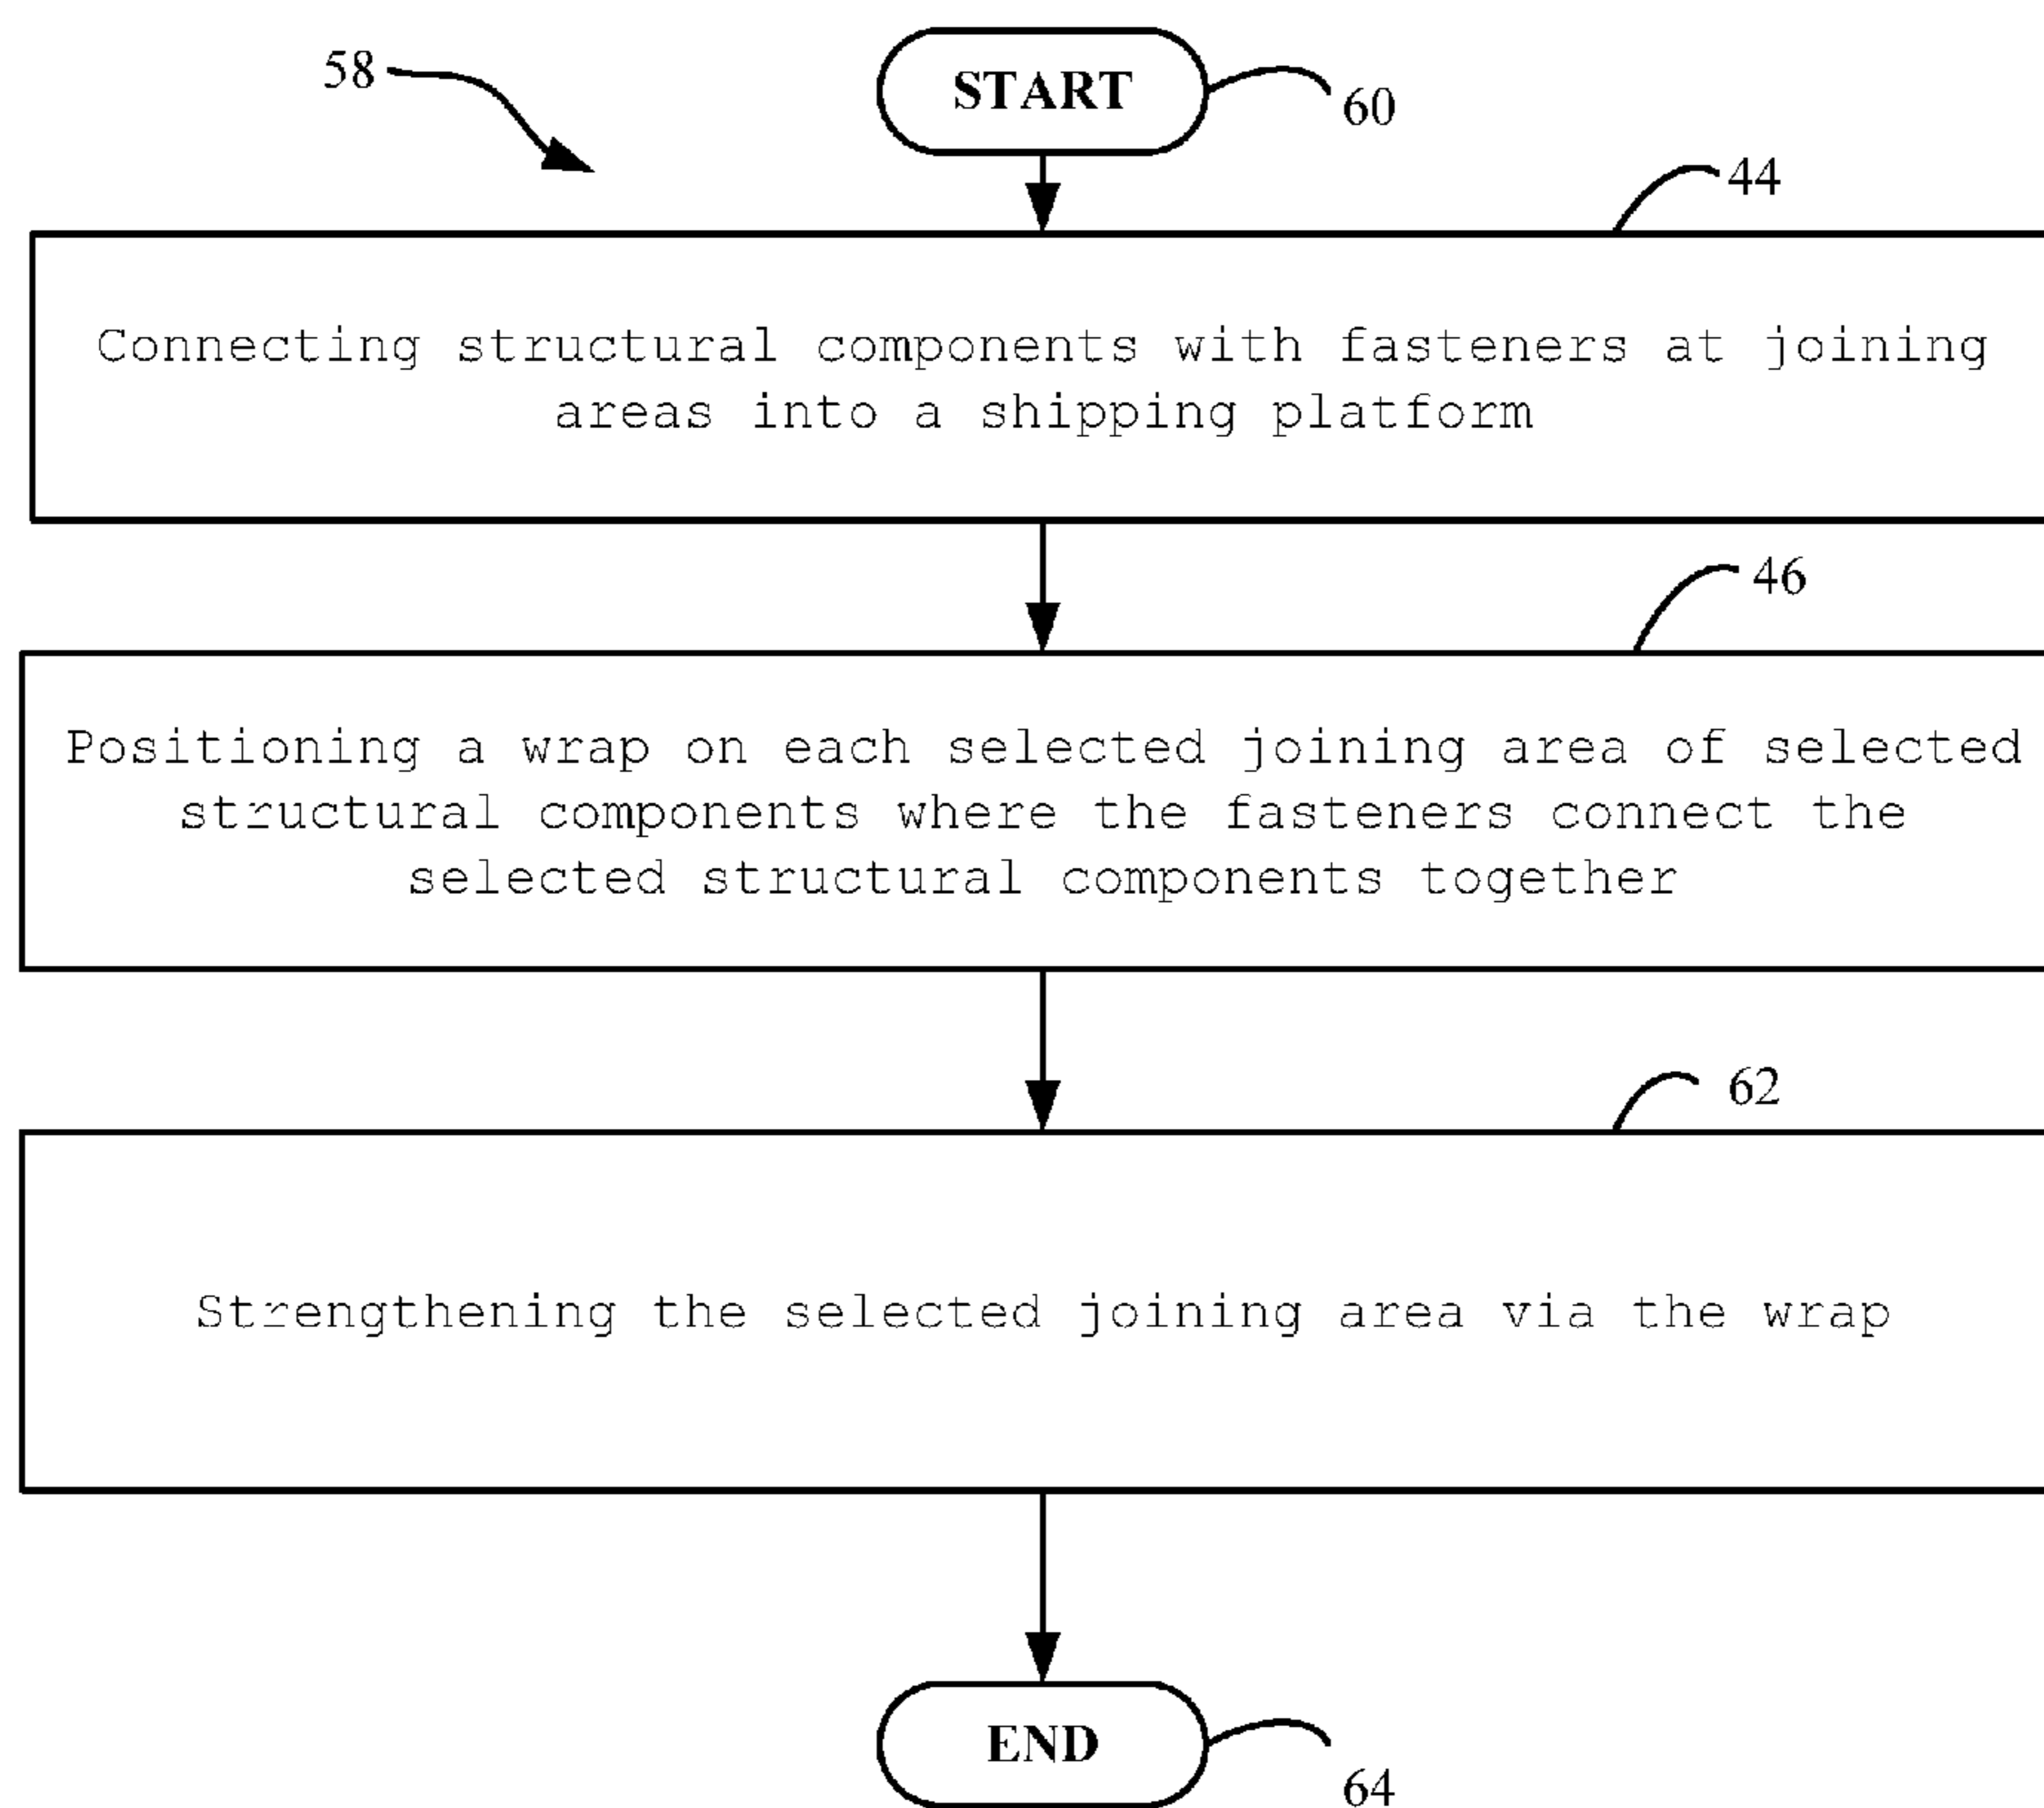 58
START
60
44
Connecting structural components with fasteners at joining
areas into a shipping platform
46
Positioning a wrap on each selected joining area of selected
structural components where the fasteners connect the
selected structural components together
62
Strengthening the selected joining area via the wrap
END
64